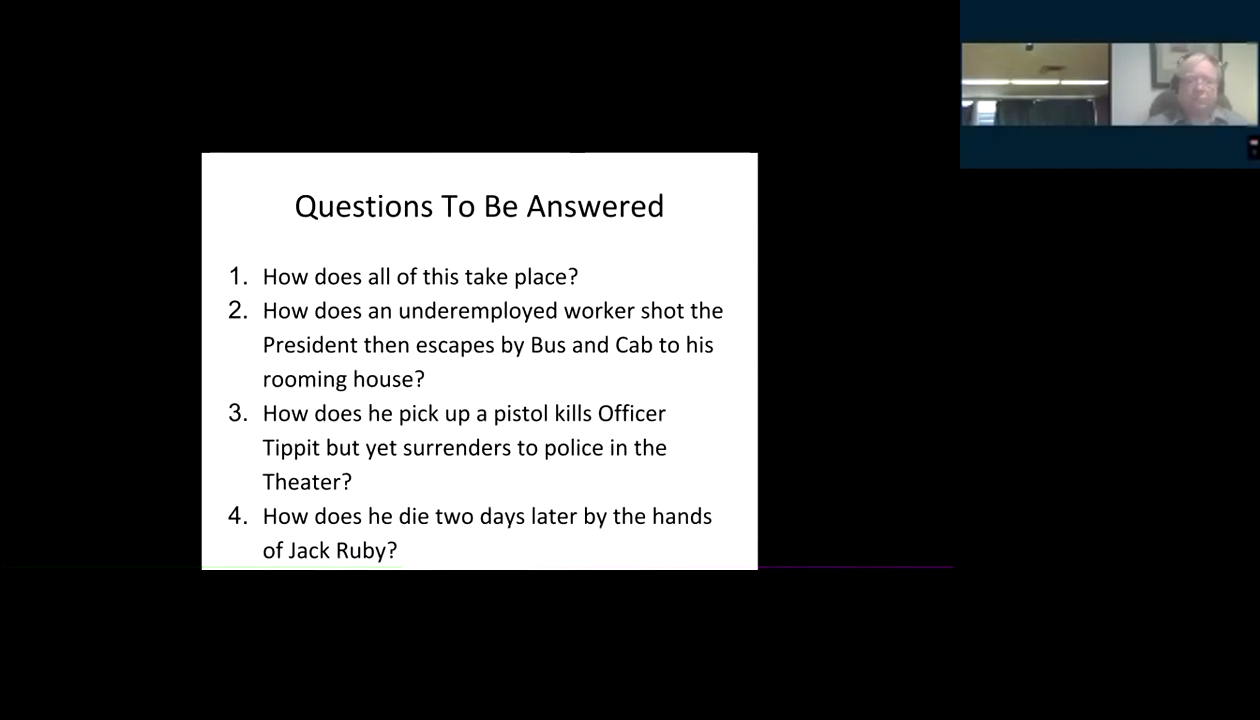 Questions To Be Answered
1. How does all of this take place?
2. How does an underemployed worker shot the
President then escapes by Bus and Cab to his
rooming house?
3. How does he pick up a pistol kills Officer
Tippit but yet surrenders to police in the
Theater?
4. How does he die two days later by the hands
of Jack Ruby?